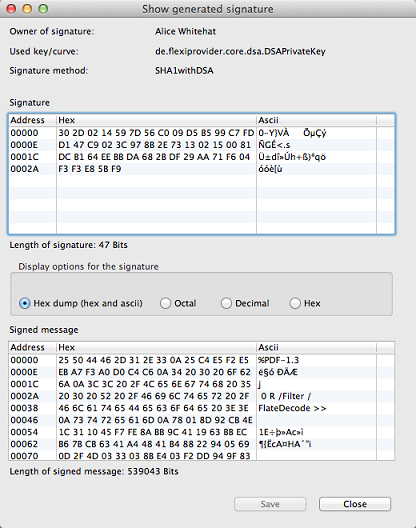 Show generated signature
Owner of signature: Alice Whitehat
Used key/curve: de.flexiprovider.core.dsa.DSAPrivateKey
Signature method: SHA1withDSA
Signature
Address Hex Ascii
00000 30 2D 02 14 59 7D 56 C0 09 D5 B5 99 C7 FD 0-Y}VÀ ÕµÇý
0000E D1 47 C9 02 3C 97 8B 2E 73 13 02 15 00 81 ÑGÉ<.s
0001C DC B1 64 EE BB DA 68 2B DF 29 AA 71 F6 04 Ü±dî»Úh+ß)ªqö
0002A F3 F3 E8 5B F9 óóè[ù
Length of signature: 47 Bits
Display options for the signature
Hex dump (hex and ascii) Octal Decimal Hex
Signed message
Address Hex Ascii
00000 25 50 44 46 2D 31 2E 33 0A 25 C4 E5 F2 E5 %PDF-1.3
0000E EB A7 F3 A0 D0 C4 C6 0A 34 20 30 20 6F 62 ë§ó ÐÄÆ
0001C 6A 0A 3C 3C 20 2F 4C 65 6E 67 74 68 20 35 j
0002A 20 30 20 52 20 2F 46 69 6C 74 65 72 20 2F 0 R /Filter /
00038 46 6C 61 74 65 44 65 63 6F 64 65 20 3E 3E FlateDecode >>
00046 0A 73 74 72 65 61 6D 0A 78 01 8D 92 CB 4E
00054 1C 31 10 45 F7 FE 8A BB 9C 41 19 63 BB EC 1E÷þ»Ac»ì
00062 B6 7B CB 63 41 A4 48 41 B4 88 22 94 05 69 ¶{ËcA¤HA´"i
00070 0D 2F 4D 03 33 03 8B E4 03 F2 DD 94 9F 83
Length of signed message: 539043 Bits
Save Close